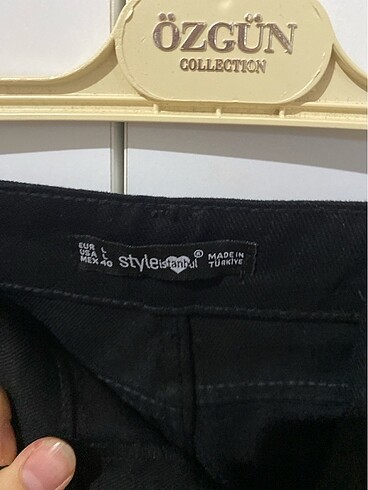 ÖZGÜN
COLLECTION
EUR L
USA L
MEX 40
style istanbul ®
MADE IN
TÜRKİYE